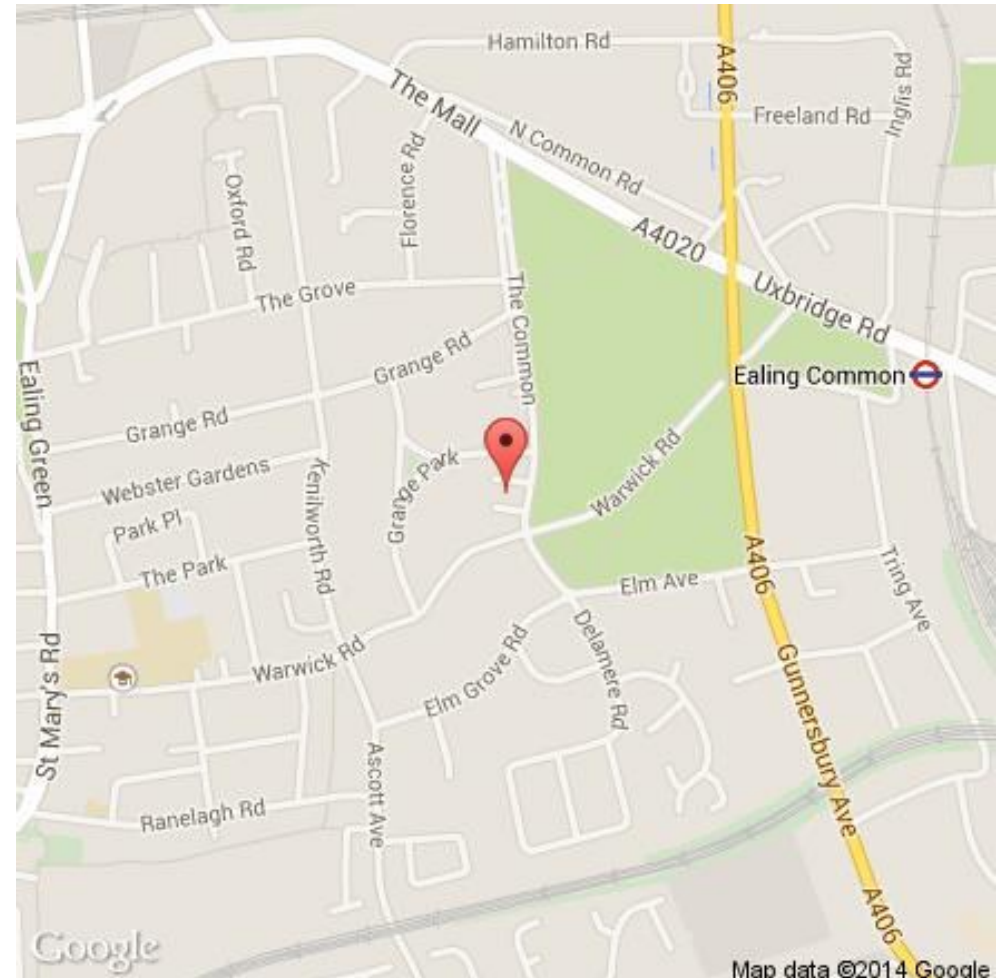 Hamilton Rd
A406
The Mall
Freeland Rd
Inglis Rd
N Common Rd
Florence Rd
Oxford Rd
A4020
The Grove
The Common
Uxbridge Rd
Grange Rd
Ealing Common
Ealing Green
Grange Rd
Webster Gardens
Grange Park
Warwick Rd
Kenilworth Rd
Park Pl
The Park
A406
Elm Ave
Tring Ave
St Mary's Rd
Warwick Rd
Elm Grove Rd
Delamere Rd
Gunnersbury Ave
Ascott Ave
Ranelagh Rd
A406
Google
Map data ©2014 Google